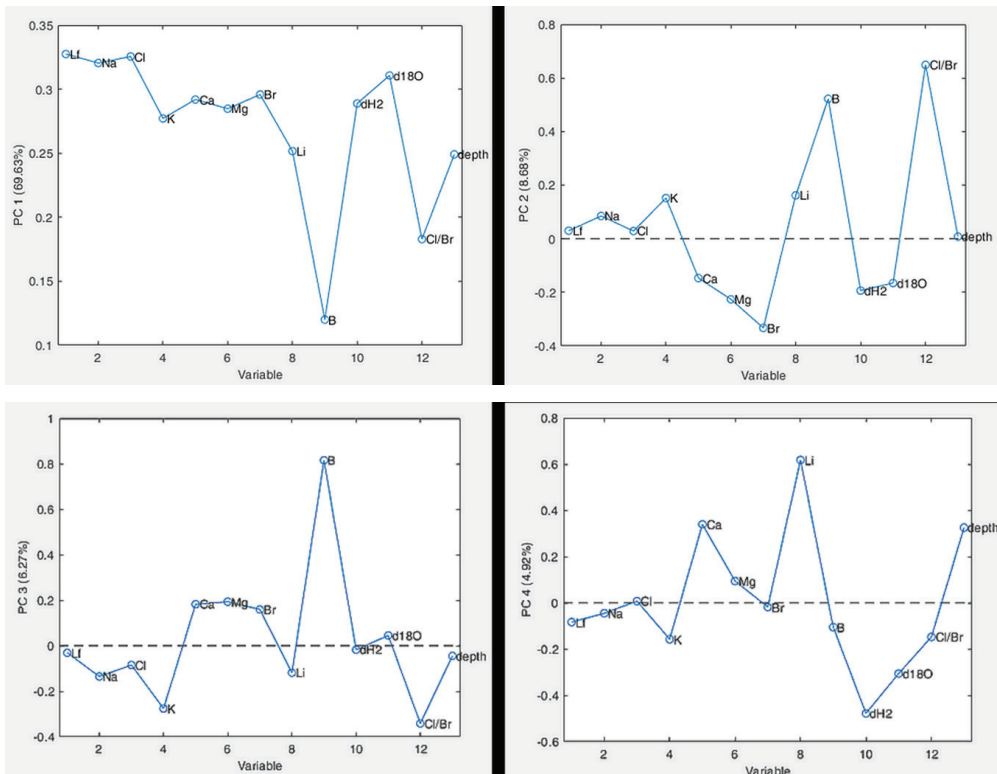 PC 1 (69.63%)
0.35
0.3
0.25
0.2
0.15
0.1
Lf
Na
Cl
K
Ca
Mg
Br
Li
B
dH2
d18O
Cl/Br
depth
2 4 6 8 10 12
Variable
PC 2 (8.68%)
0.8
0.6
0.4
0.2
0
-0.2
-0.4
Lf
Na
Cl
K
Ca
Mg
Br
Li
B
dH2
d18O
Cl/Br
depth
2 4 6 8 10 12
Variable
PC 3 (6.27%)
1
0.8
0.6
0.4
0.2
0
-0.2
-0.4
Lf
Na
Cl
K
Ca
Mg
Br
Li
B
dH2
d18O
Cl/Br
depth
2 4 6 8 10 12
Variable
PC 4 (4.92%)
0.8
0.6
0.4
0.2
0
-0.2
-0.4
-0.6
Lf
Na
Cl
K
Ca
Mg
Br
Li
B
dH2
d18O
Cl/Br
depth
2 4 6 8 10 12
Variable